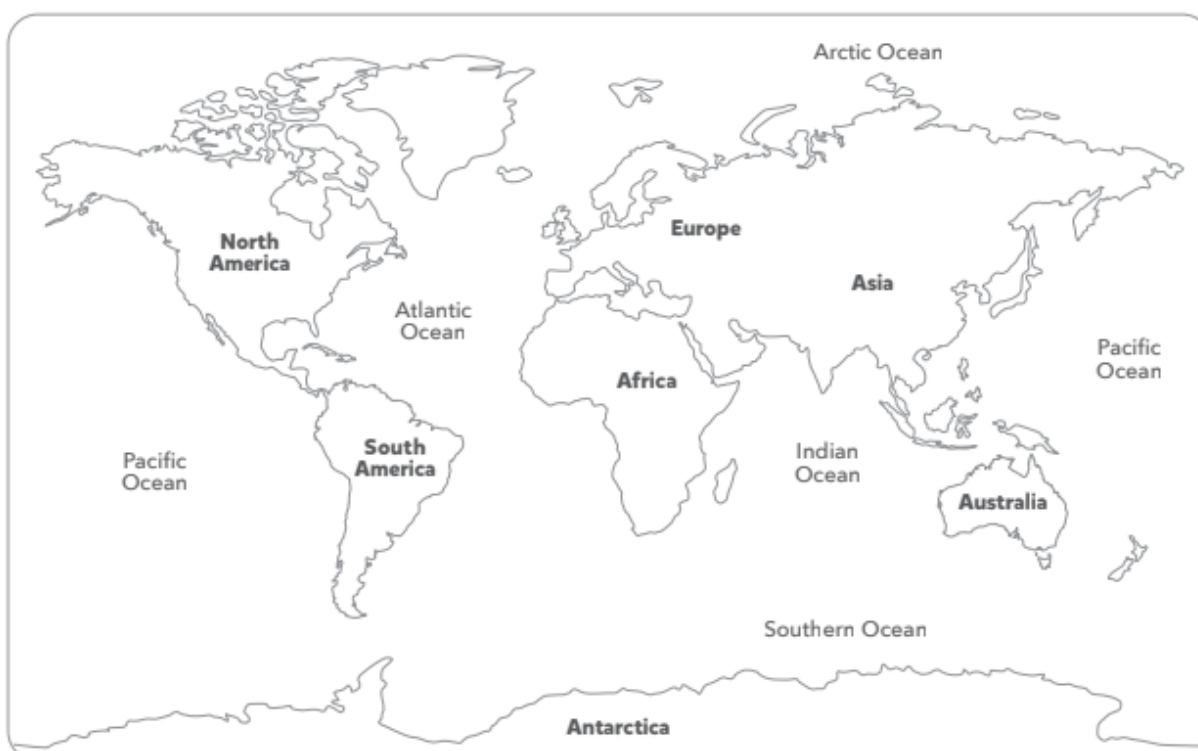 Arctic Ocean
North
America
Europe
Asia
Atlantic
Ocean
Pacific
Ocean
Africa
South
America
Pacific
Ocean
Indian
Ocean
Australia
Southern Ocean
Antarctica